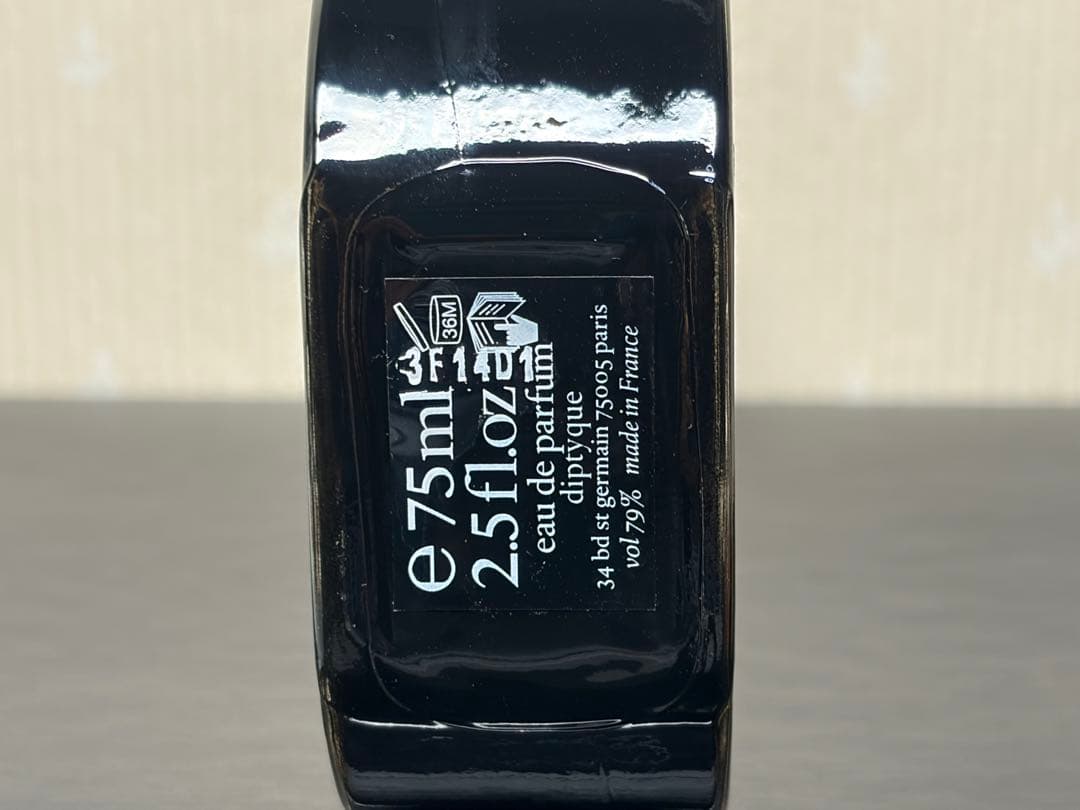 36M
3F14
e 75ml
2.5 fl.oz
eau de parfum
diptyque
34 bd st germain 75005 paris
vol 79% made in France